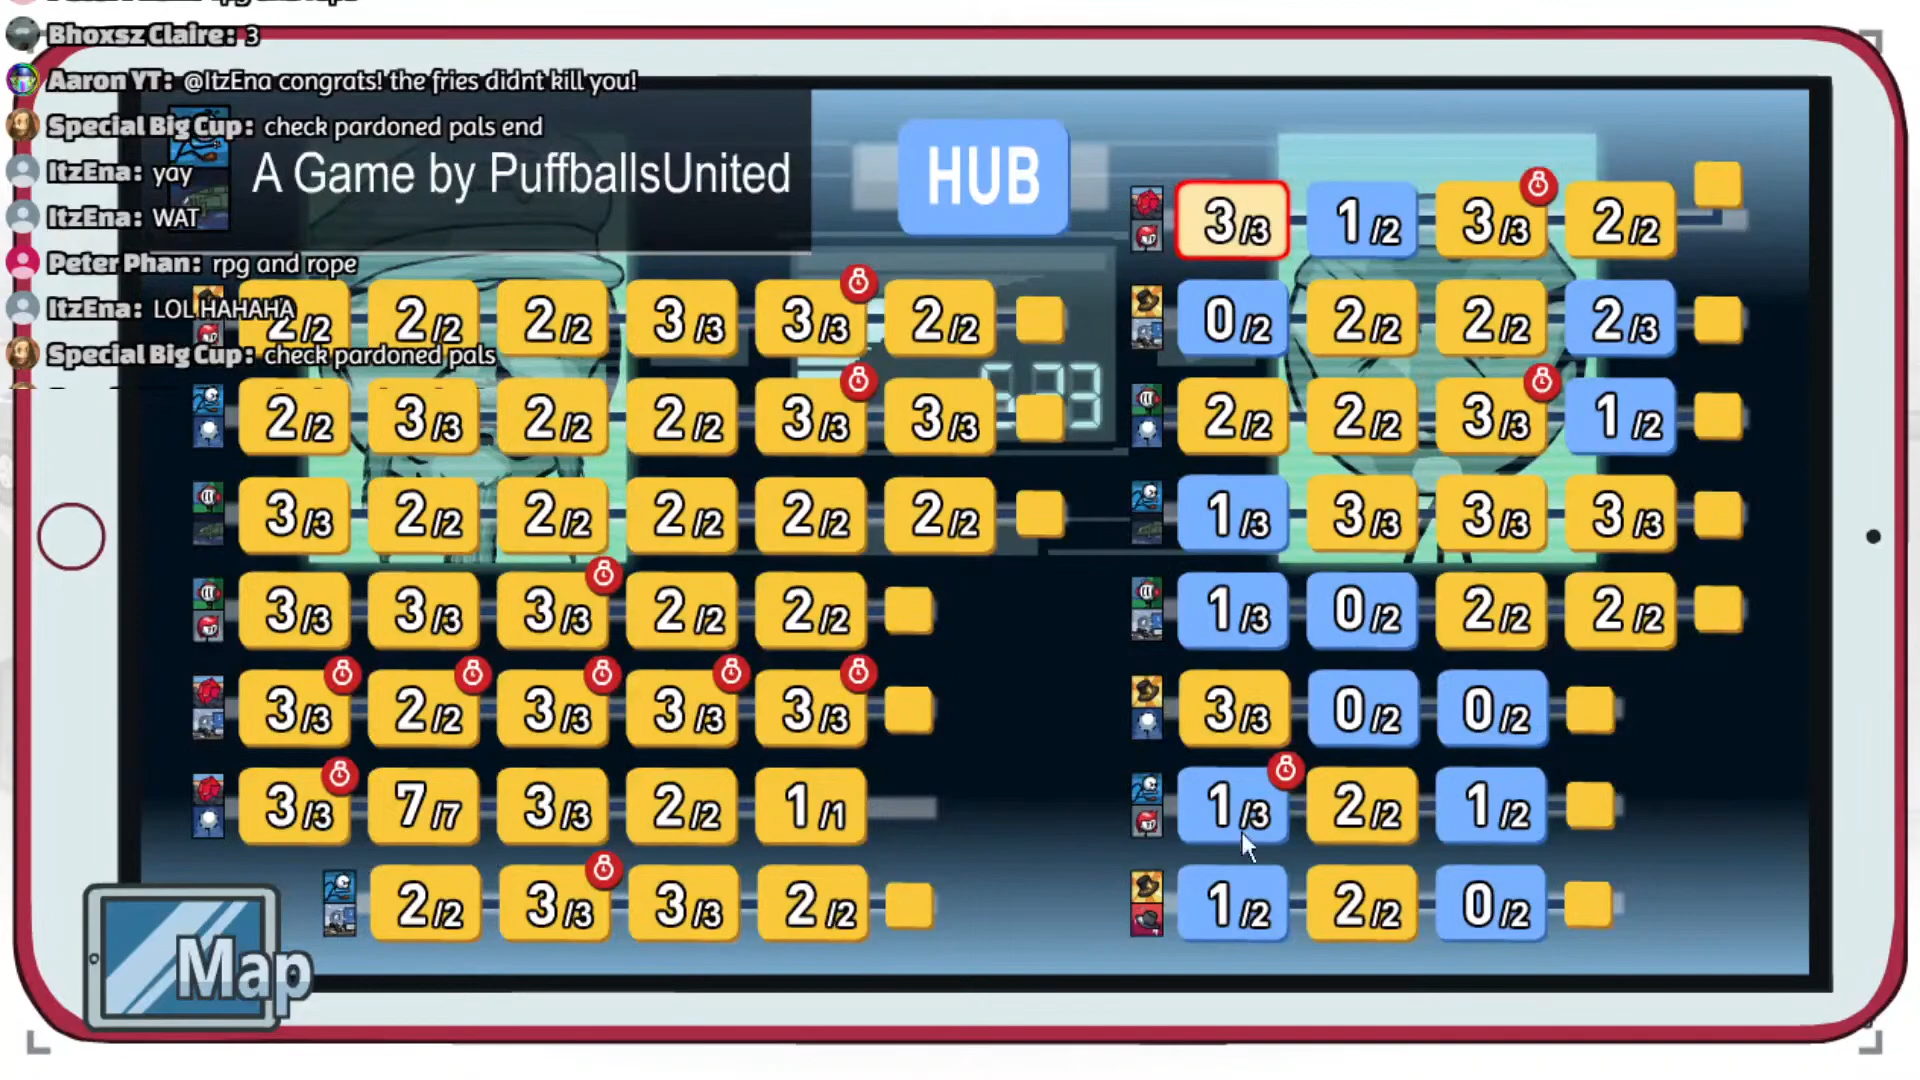 Bhoxsz Claire: 3
Aaron YT: @ItzEna congrats! the fries didnt kill you!
Special Big Cup: check pardoned pals end
ItzEna: yay
ItzEna: WAT
Peter Phan: rpg and rope
ItzEna: LOL HAHAHA
Special Big Cup: check pardoned pals
A Game by PuffballsUnited
HUB
2/2 2/2 2/2 3/3 3/3 2/2
2/2 3/3 2/2 2/2 3/3 3/3
3/3 2/2 2/2 2/2 2/2 2/2
3/3 3/3 3/3 2/2 2/2
3/3 2/2 3/3 3/3 3/3
3/3 7/7 3/3 2/2 1/1
2/2 3/3 3/3 2/2
3/3 1/2 3/3 2/2
0/2 2/2 2/2 2/3
2/2 2/2 3/3 1/2
1/3 3/3 3/3 3/3
1/3 0/2 2/2 2/2
3/3 0/2 0/2
1/3 2/2 1/2
1/2 2/2 0/2
Map